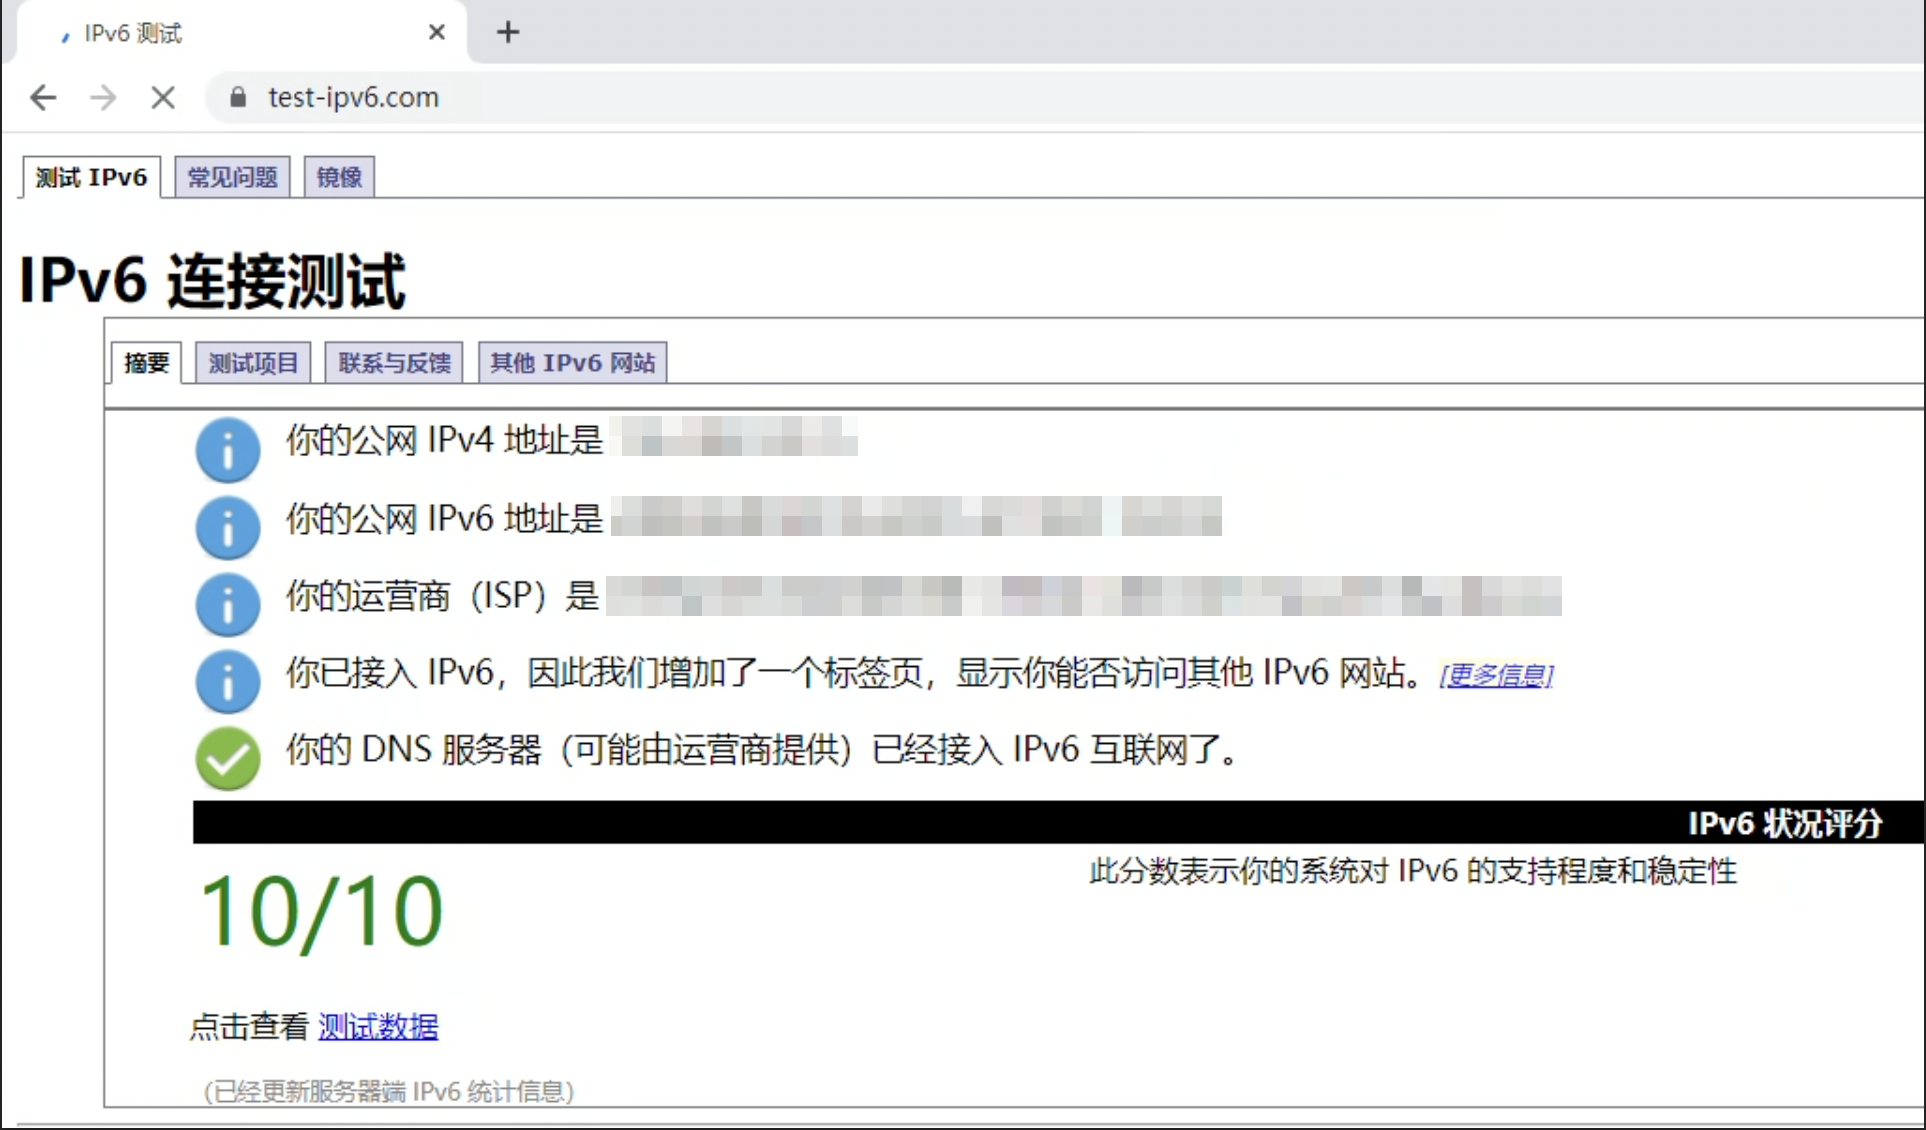 IPv6 测试
test-ipv6.com
测试 IPv6 常见问题 镜像
IPv6 连接测试
摘要 测试项目 联系与反馈 其他 IPv6 网站
你的公网 IPv4 地址是
你的公网 IPv6 地址是
你的运营商（ISP）是
你已接入 IPv6，因此我们增加了一个标签页，显示你能否访问其他 IPv6 网站。 [更多信息]
你的 DNS 服务器（可能由运营商提供）已经接入 IPv6 互联网了。
IPv6 状况评分
此分数表示你的系统对 IPv6 的支持程度和稳定性
10/10
点击查看 测试数据
(已经更新服务器端 IPv6 统计信息)